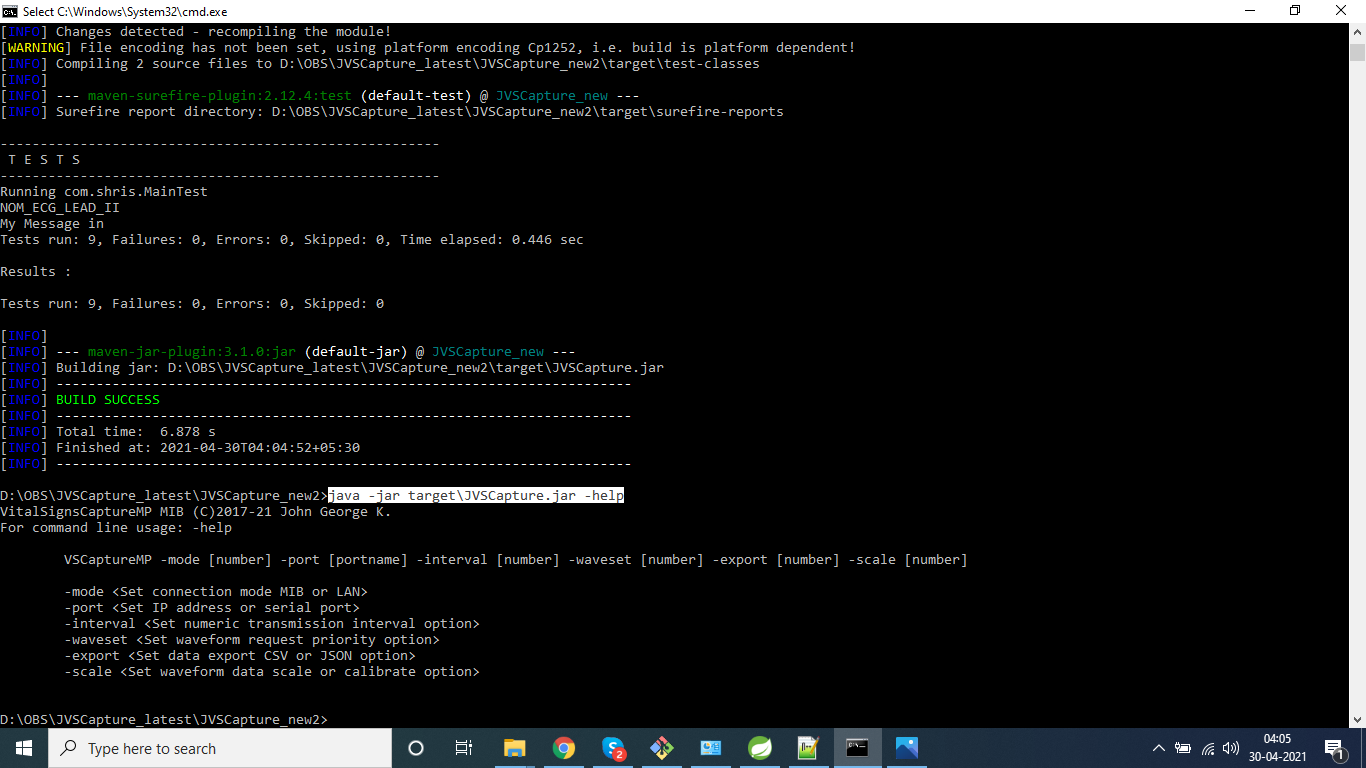 Select C:\Windows\System32\cmd.exe
[INFO] Changes detected - recompiling the module!
[WARNING] File encoding has not been set, using platform encoding Cp1252, i.e. build is platform dependent!
[INFO] Compiling 2 source files to D:\OBS\JVSCapture_latest\JVSCapture_new2\target\test-classes
[INFO]
[INFO] --- maven-surefire-plugin:2.12.4:test (default-test) @ JVSCapture_new ---
[INFO] Surefire report directory: D:\OBS\JVSCapture_latest\JVSCapture_new2\target\surefire-reports
-------------------------------------------------------
T E S T S
-------------------------------------------------------
Running com.shris.MainTest
NOM_ECG_LEAD_II
My Message in
Tests run: 9, Failures: 0, Errors: 0, Skipped: 0, Time elapsed: 0.446 sec
Results :
Tests run: 9, Failures: 0, Errors: 0, Skipped: 0
[INFO]
[INFO] --- maven-jar-plugin:3.1.0:jar (default-jar) @ JVSCapture_new ---
[INFO] Building jar: D:\OBS\JVSCapture_latest\JVSCapture_new2\target\JVSCapture.jar
[INFO] ------------------------------------------------------------------------
[INFO] BUILD SUCCESS
[INFO] ------------------------------------------------------------------------
[INFO] Total time:  6.878 s
[INFO] Finished at: 2021-04-30T04:04:52+05:30
[INFO] ------------------------------------------------------------------------
D:\OBS\JVSCapture_latest\JVSCapture_new2>java -jar target\JVSCapture.jar -help
VitalSignsCaptureMP MIB (C)2017-21 John George K.
For command line usage: -help
VSCaptureMP -mode [number] -port [portname] -interval [number] -waveset [number] -export [number] -scale [number]
-mode <Set connection mode MIB or LAN>
-port <Set IP address or serial port>
-interval <Set numeric transmission interval option>
-waveset <Set waveform request priority option>
-export <Set data export CSV or JSON option>
-scale <Set waveform data scale or calibrate option>
D:\OBS\JVSCapture_latest\JVSCapture_new2>
Type here to search
2
04:05
30-04-2021
1